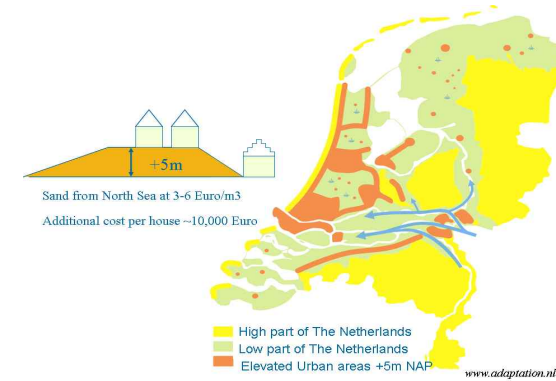 +5m
Sand from North Sea at 3-6 Euro/m3
Additional cost per house ~10,000 Euro
High part of The Netherlands
Low part of The Netherlands
Elevated Urban areas +5m NAP
www.adaptation.nl